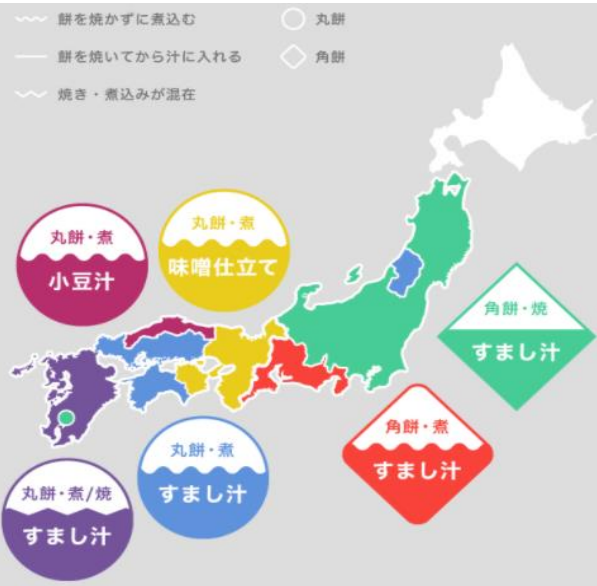 餅を焼かずに煮込む
丸餅
餅を焼いてから汁に入れる
角餅
焼き・煮込みが混在
丸餅・煮
味噌仕立て
丸餅・煮
小豆汁
角餅・焼
すまし汁
角餅・煮
すまし汁
丸餅・煮
すまし汁
丸餅・煮/焼
すまし汁